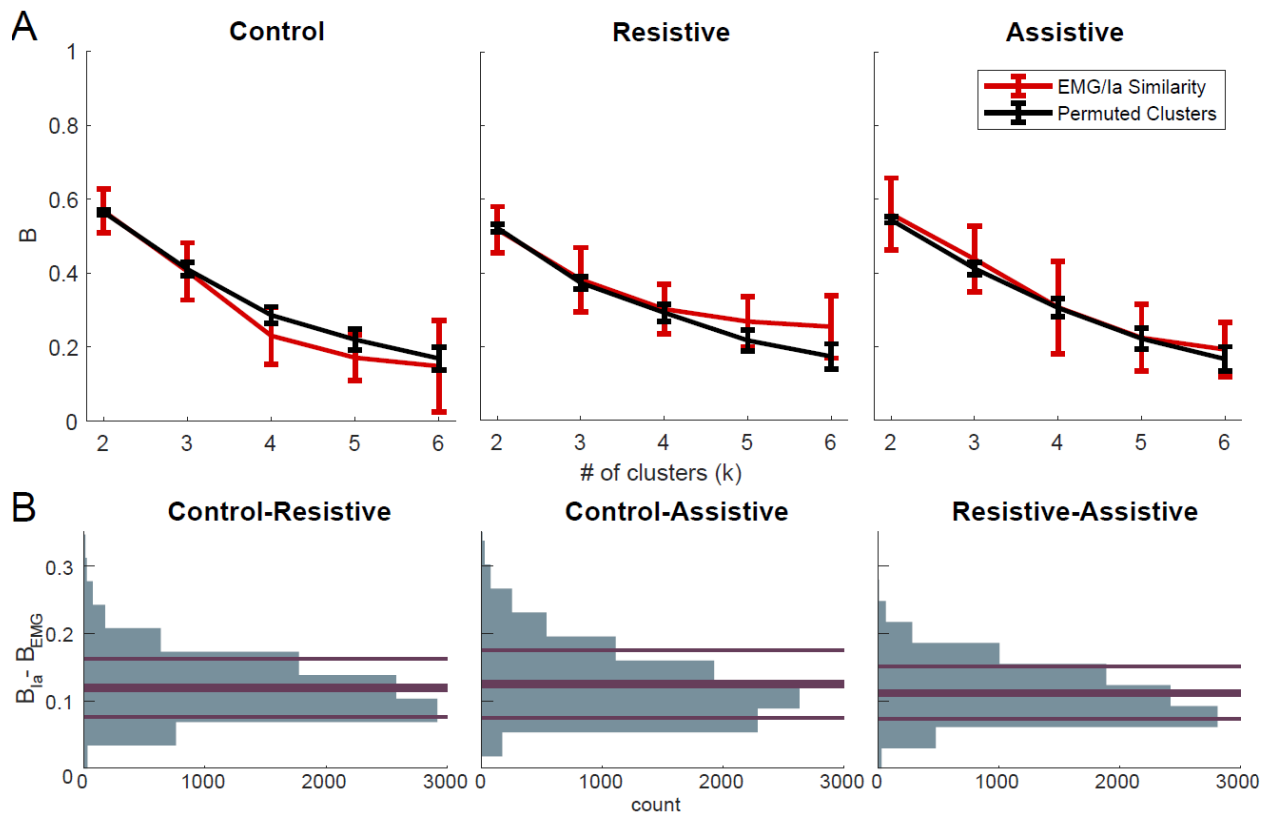 A
Control
Resistive
Assistive
1
0.8
0.6
0.4
0.2
0
B
EMG/Ia Similarity
Permuted Clusters
2 3 4 5 6
2 3 4 5 6
2 3 4 5 6
# of clusters (k)
B
Control-Resistive
Control-Assistive
Resistive-Assistive
0.3
0.2
0.1
0
B_Ia - B_EMG
0 1000 2000 3000
0 1000 2000 3000
0 1000 2000 3000
count